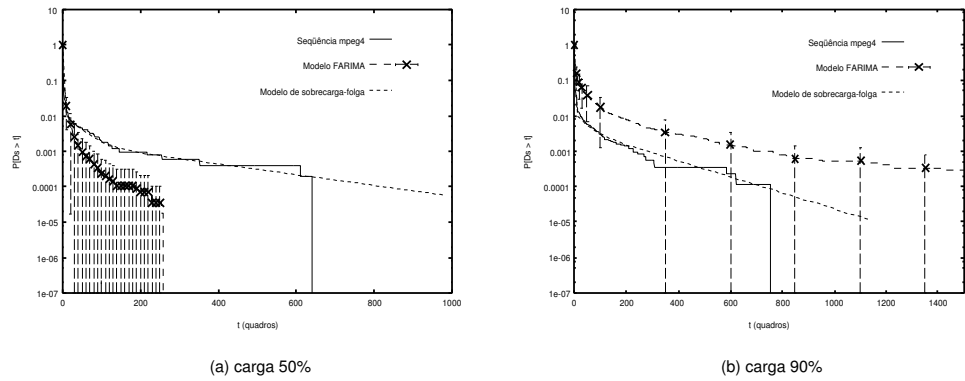 10
1
0.1
0.01
0.001
0.0001
1e-05
1e-06
1e-07
P[Ds > t]
0 200 400 600 800 1000
t (quadros)
Seqüência mpeg4
Modelo FARIMA
Modelo de sobrecarga-folga
(a) carga 50%
10
1
0.1
0.01
0.001
0.0001
1e-05
1e-06
1e-07
P[Ds > t]
0 200 400 600 800 1000 1200 1400
t (quadros)
Seqüência mpeg4
Modelo FARIMA
Modelo de sobrecarga-folga
(b) carga 90%